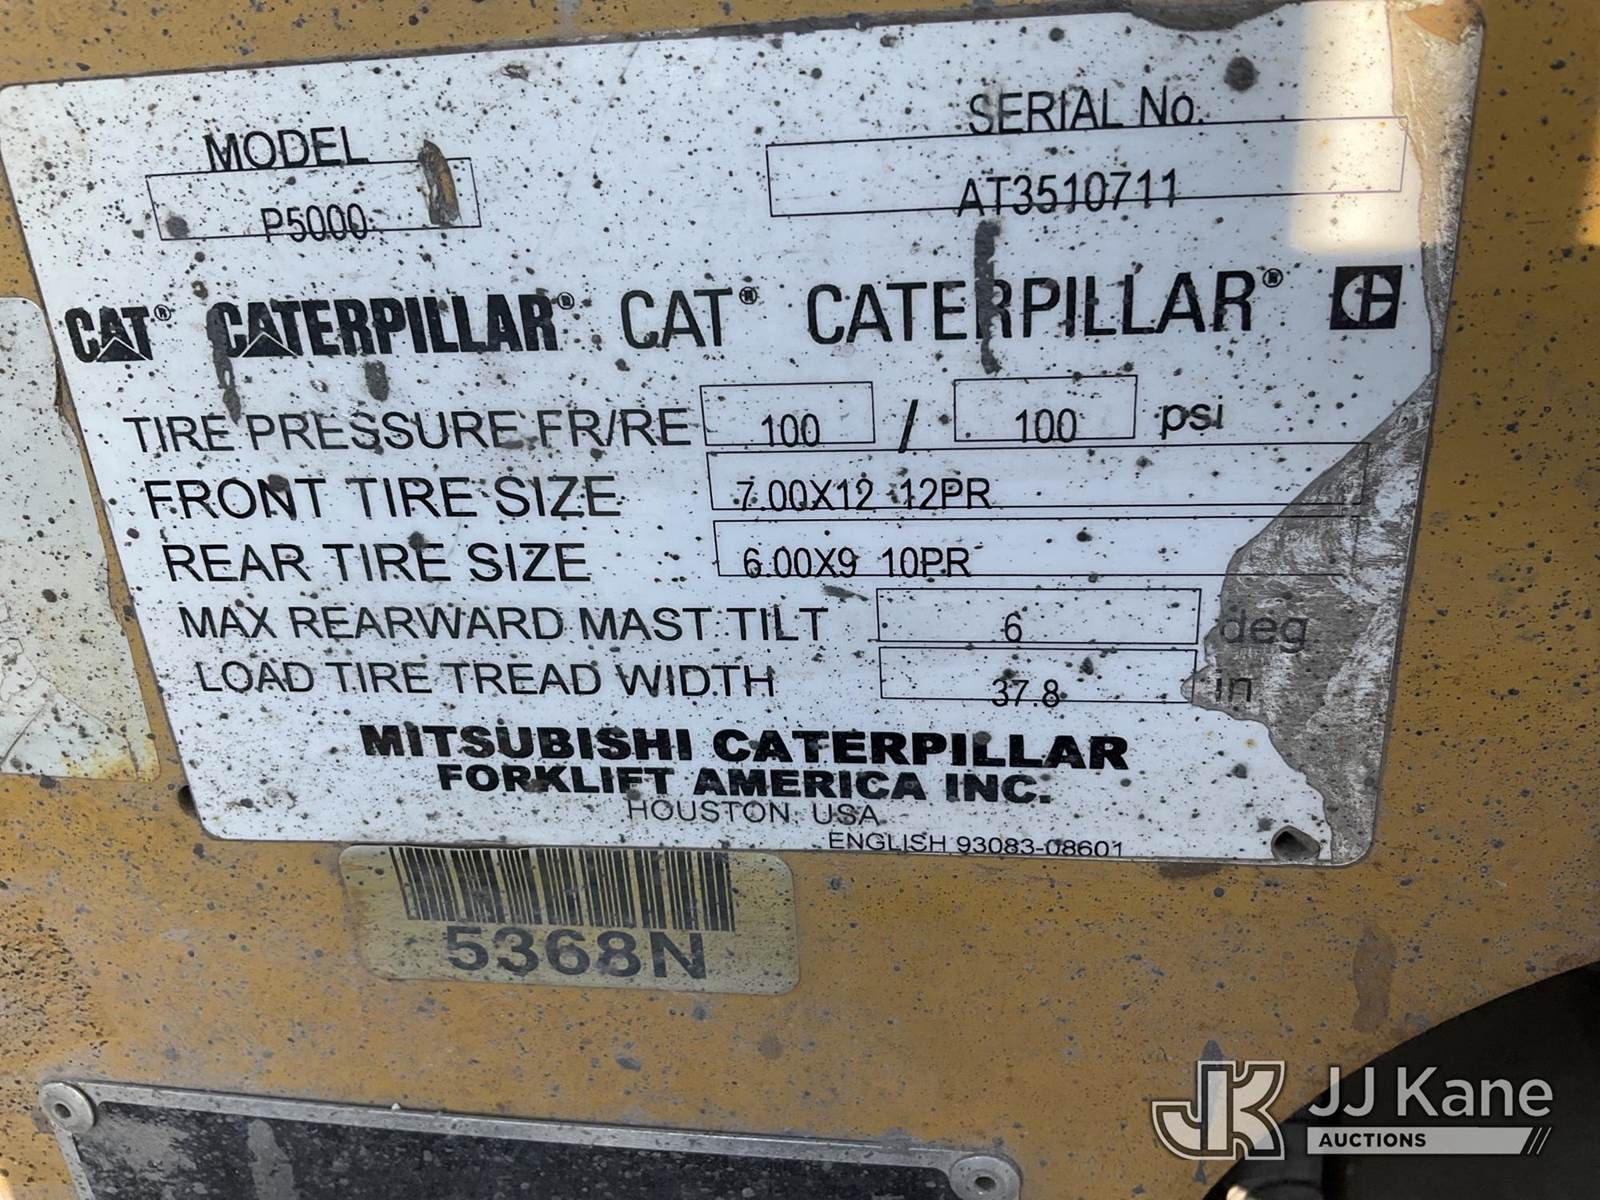 MODEL
SERIAL No.
P5000
AT3510711
CAT® CATERPILLAR® CAT® CATERPILLAR®
TIRE PRESSURE FR/RE 100 / 100 psi
FRONT TIRE SIZE 7.00X12 12PR
REAR TIRE SIZE 6.00X9 10PR
MAX REARWARD MAST TILT 6 deg
LOAD TIRE TREAD WIDTH 37.8 in
MITSUBISHI CATERPILLAR
FORKLIFT AMERICA INC.
HOUSTON, USA
ENGLISH 93083-08601
5368N
JK JJ Kane
AUCTIONS